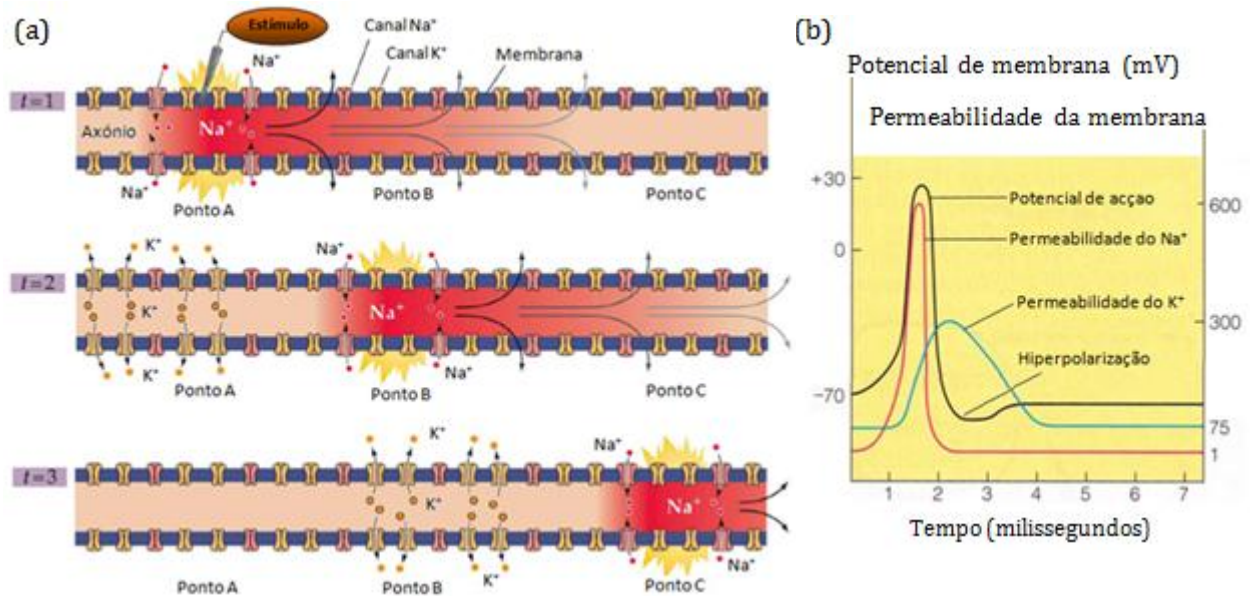 (a)
Estímulo
Na⁺
Canal Na⁺
Canal K⁺
Membrana
t=1
Axónio
Na⁺
Na⁺
Ponto A
Ponto B
Ponto C
K⁺
Na⁺
t=2
K⁺
Na⁺
K⁺
Na⁺
Ponto A
Ponto B
Ponto C
K⁺
Na⁺
t=3
K⁺
Na⁺
K⁺
Na⁺
Ponto A
Ponto B
Ponto C
(b)
Potencial de membrana (mV)
Permeabilidade da membrana
+30
0
-70
Potencial de acçao
Permeabilidade do Na⁺
Permeabilidade do K⁺
Hiperpolarização
600
300
75
1
1 2 3 4 5 6 7
Tempo (milissegundos)